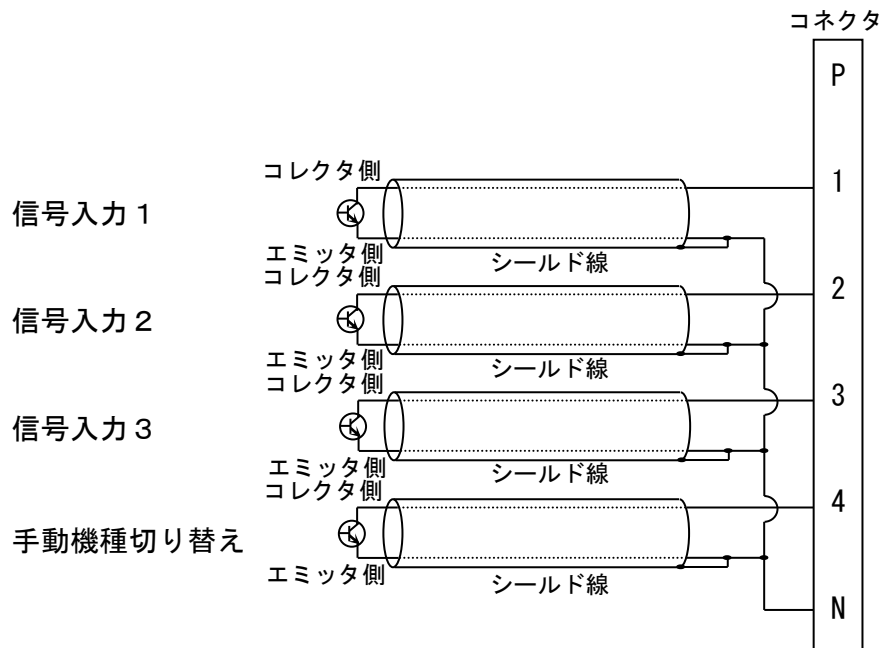 コネクタ
P
コレクタ側
1
信号入力１
エミッタ側
シールド線
コレクタ側
2
信号入力２
エミッタ側
シールド線
コレクタ側
3
信号入力３
エミッタ側
シールド線
コレクタ側
4
手動機種切り替え
エミッタ側
シールド線
N